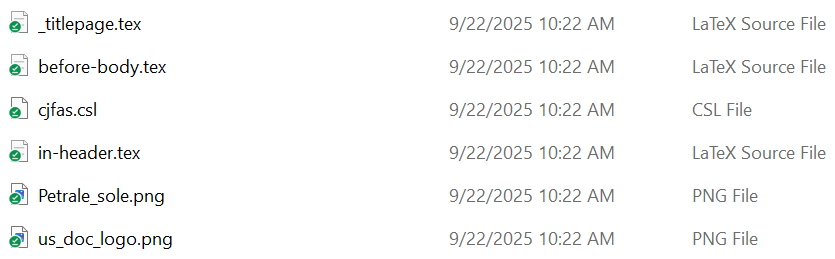 _titlepage.tex 9/22/2025 10:22 AM LaTeX Source File
before-body.tex 9/22/2025 10:22 AM LaTeX Source File
cjfas.csl 9/22/2025 10:22 AM CSL File
in-header.tex 9/22/2025 10:22 AM LaTeX Source File
Petrale_sole.png 9/22/2025 10:22 AM PNG File
us_doc_logo.png 9/22/2025 10:22 AM PNG File